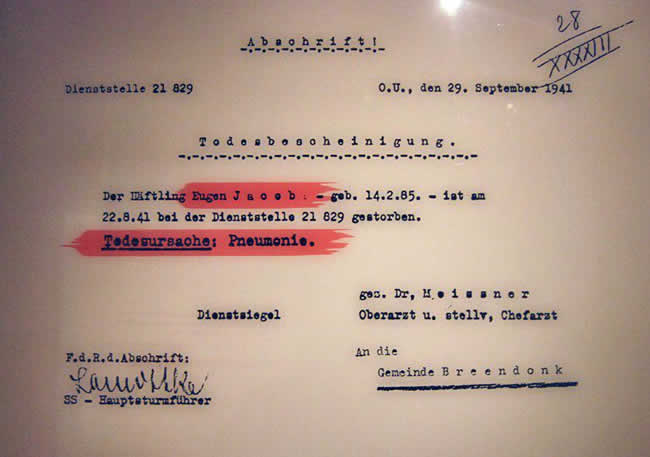 28
XXXXIII
Abschrift!
Dienststelle 21 829
O.U., den 29. September 1941
Todesbescheinigung.
Der Häftling Eugen Jacob - geb. 14.2.85. - ist am
22.8.41 bei der Dienststelle 21 829 gestorben.
Todesursache: Pneumonie.
gez. Dr, Meissner
Dienstsiegel
Oberarzt u. stellv, Chefarzt
F.d.R.d.Abschrift:
SS - Hauptsturmführer
An die
Gemeinde Breendonk